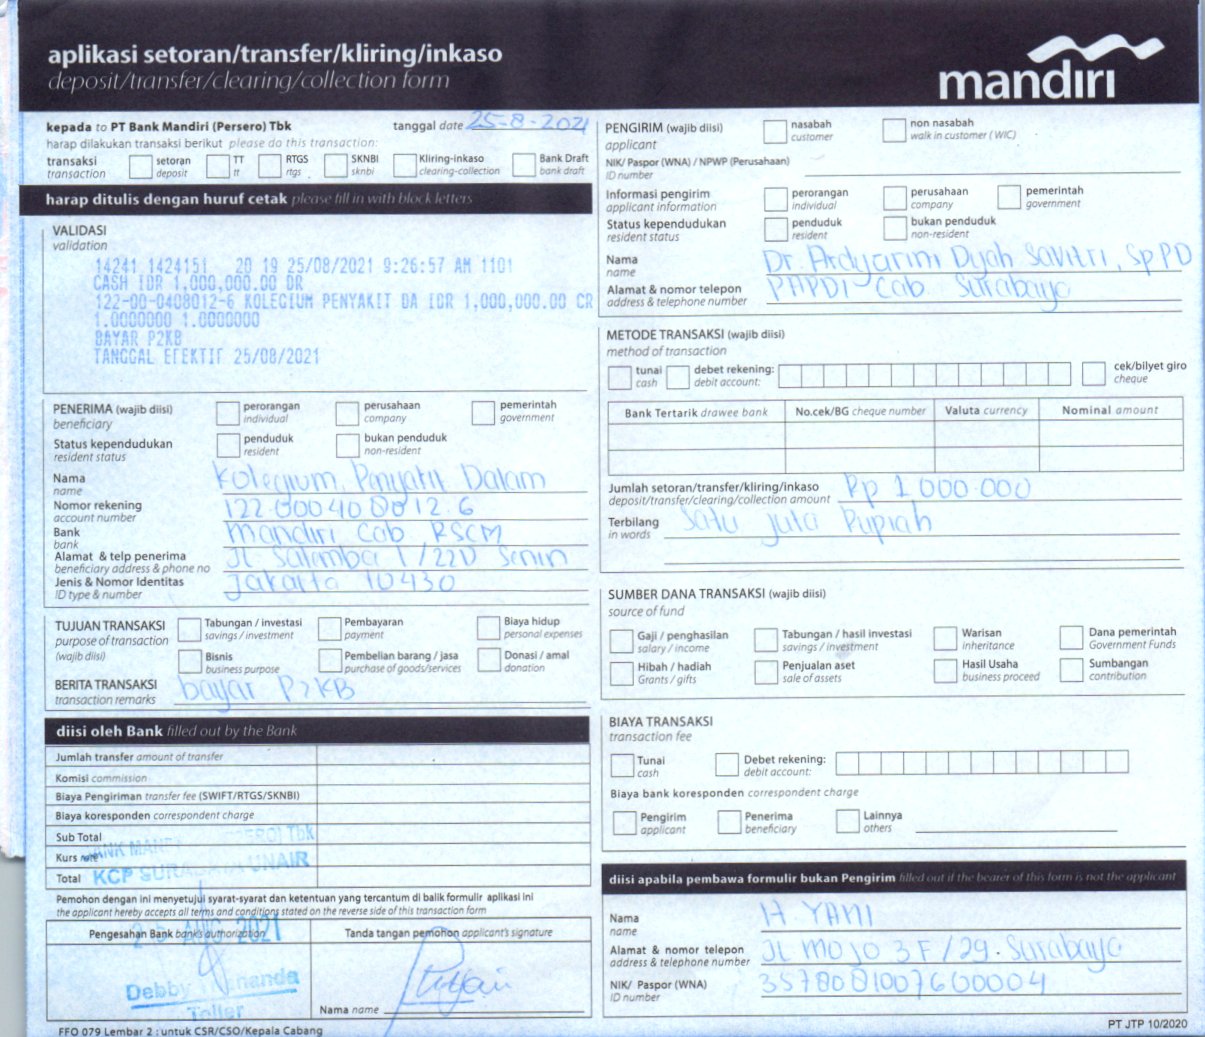 aplikasi setoran/transfer/kliring/inkaso
deposit/transfer/clearing/collection form
mandiri
kepada to PT Bank Mandiri (Persero) Tbk
tanggal date 25-8-2021
harap dilakukan transaksi berikut please do this transaction:
transaksi
transaction
setoran
deposit
TT
tt
RTGS
rtgs
SKNBI
sknbi
Kliring-inkaso
clearing-collection
Bank Draft
bank draft
harap ditulis dengan huruf cetak please fill in with block letters
VALIDASI
validation
14241 1424151 20 19 25/08/2021 9:26:57 AM 1101
CASH IDR 1,000,000.00 DR
122-00-0408012-6 KOLEGIUM PENYAKIT DA IDR 1,000,000.00 CR
1.0000000 1.0000000
BAYAR P2KB
TANGGAL EFEKTIF 25/08/2021
PENERIMA (wajib diisi)
beneficiary
perorangan
individual
perusahaan
company
pemerintah
government
Status kependudukan
resident status
penduduk
resident
bukan penduduk
non-resident
Nama Kolegium Penyakit Dalam
name
Nomor rekening 122.0004080012.6
account number
Bank Mandiri Cab RSCM
bank
Alamat & telp penerima Jl Salemba 1/22D Senin
beneficiary address & phone no
Jenis & Nomor Identitas Jakarta 10430
ID type & number
TUJUAN TRANSAKSI
purpose of transaction
(wajib diisi)
Tabungan / investasi
savings / investment
Pembayaran
payment
Biaya hidup
personal expenses
Bisnis
business purpose
Pembelian barang / jasa
purchase of goods/services
Donasi / amal
donation
BERITA TRANSAKSI bayar P2KB
transaction remarks
diisi oleh Bank filled out by the Bank
Jumlah transfer amount of transfer
Komisi commission
Biaya Pengiriman transfer fee (SWIFT/RTGS/SKNBI)
Biaya koresponden correspondent charge
Sub Total
Kurs rate
Total
KCP SURABAYA UNAIR
Pemohon dengan ini menyetujui syarat-syarat dan ketentuan yang tercantum di balik formulir aplikasi ini
the applicant hereby accepts all terms and conditions stated on the reverse side of this transaction form
Pengesahan Bank bank's authorization
25 AUG 2021
Debby
Teller
Tanda tangan pemohon applicant's signature
Nama name
FFO 079 Lembar 2 : untuk CSR/CSO/Kepala Cabang
PENGIRIM (wajib diisi)
applicant
nasabah
customer
non nasabah
walk in customer (WIC)
NIK/ Paspor (WNA) / NPWP (Perusahaan)
ID number
Informasi pengirim
applicant information
perorangan
individual
perusahaan
company
pemerintah
government
Status kependudukan
resident status
penduduk
resident
bukan penduduk
non-resident
Nama Dr. Ardyarini Dyah Savitri, SpPD
name
Alamat & nomor telepon PAPDI Cab Surabaya
address & telephone number
METODE TRANSAKSI (wajib diisi)
method of transaction
tunai
cash
debet rekening:
debit account:
cek/bilyet giro
cheque
Bank Tertarik drawee bank
No.cek/BG cheque number
Valuta currency
Nominal amount
Jumlah setoran/transfer/kliring/inkaso Rp 1,000.000
deposit/transfer/clearing/collection amount
Terbilang Satu juta Rupiah
in words
SUMBER DANA TRANSAKSI (wajib diisi)
source of fund
Gaji / penghasilan
salary / income
Tabungan / hasil investasi
savings / investment
Warisan
inheritance
Dana pemerintah
Government Funds
Hibah / hadiah
Grants / gifts
Penjualan aset
sale of assets
Hasil Usaha
business proceed
Sumbangan
contribution
BIAYA TRANSAKSI
transaction fee
Tunai
cash
Debet rekening:
debit account:
Biaya bank koresponden correspondent charge
Pengirim
applicant
Penerima
beneficiary
Lainnya
others
diisi apabila pembawa formulir bukan Pengirim filled out if the bearer of this form is not the applicant
Nama H. YANI
name
Alamat & nomor telepon JL MOJO 3F/29. Surabaya
address & telephone number
NIK/ Paspor (WNA) 3578081007600004
ID number
PT JTP 10/2020